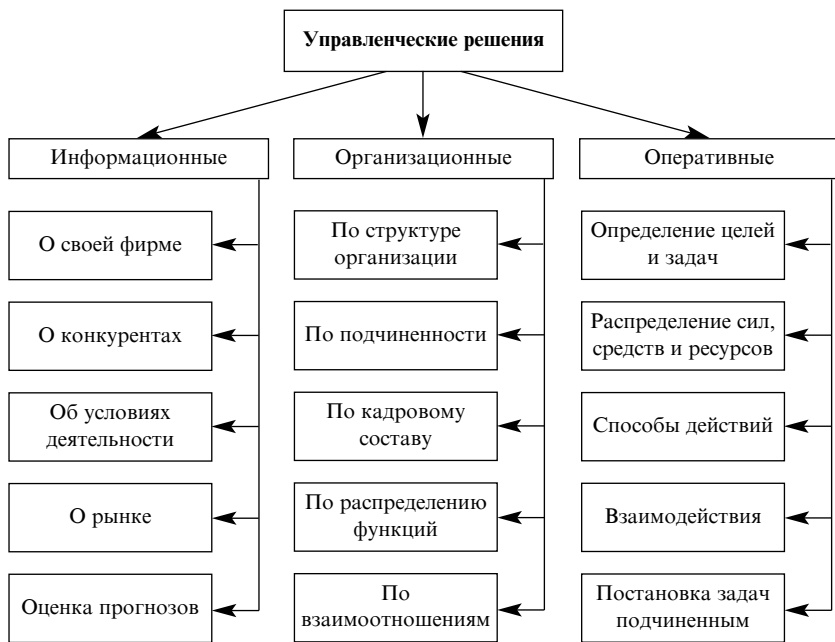 Управленческие решения
Информационные
Организационные
Оперативные
О своей фирме
По структуре
организации
Определение целей
и задач
О конкурентах
По подчиненности
Распределение сил,
средств и ресурсов
Об условиях
деятельности
По кадровому
составу
Способы действий
О рынке
По распределению
функций
Взаимодействия
Оценка прогнозов
По
взаимоотношениям
Постановка задач
подчиненным